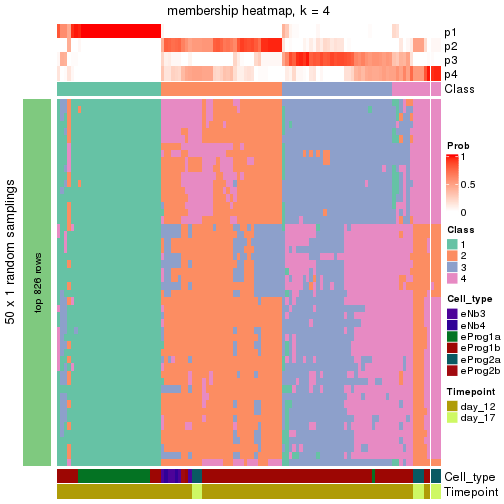 membership heatmap, k = 4
p1
p2
p3
p4
Class
50 x 1 random samplings
top 826 rows
Prob
1
0.5
0
Class
1
2
3
4
Cell_type
eNb3
eNb4
eProg1a
eProg1b
eProg2a
eProg2b
Timepoint
day_12
day_17
Cell_type
Timepoint